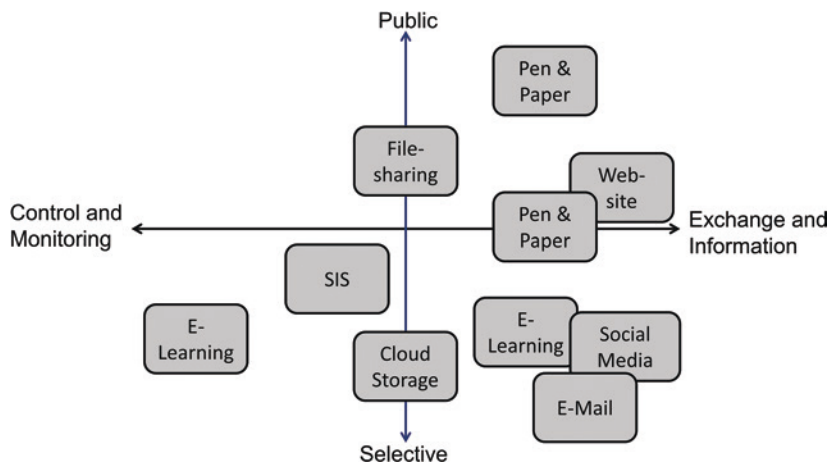 Public
Pen &
Paper
File-
sharing
Web-
site
Control and
Monitoring
Pen &
Paper
Exchange and
Information
SIS
E-
Learning
Cloud
Storage
E-
Learning
Social
Media
E-Mail
Selective